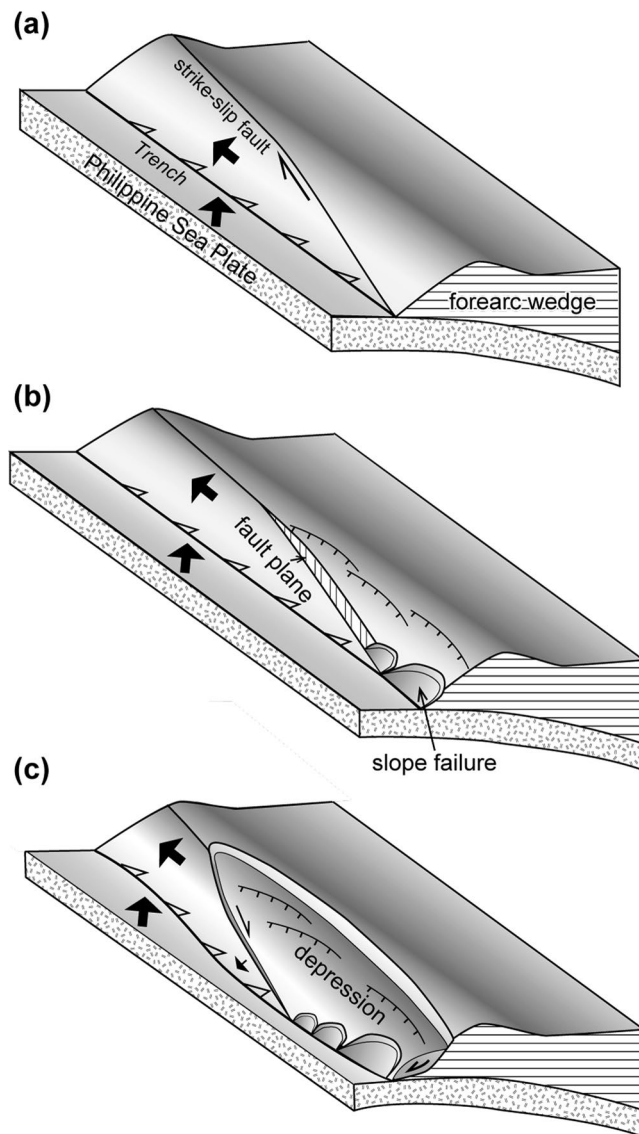 (a)
strike-slip fault
Trench
Philippine Sea Plate
forearc wedge
(b)
fault plane
slope failure
(c)
depression